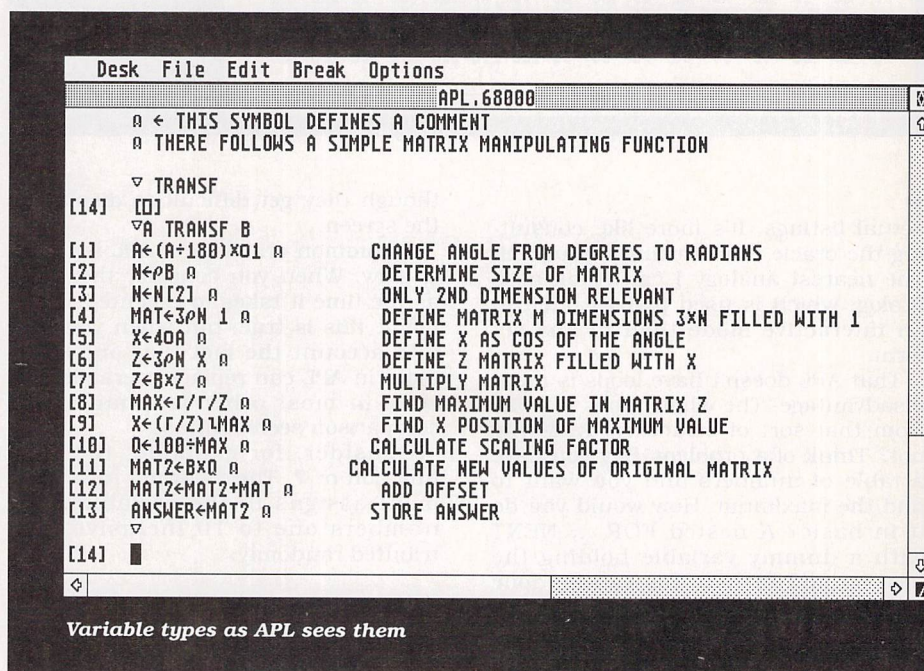 Desk File Edit Break Options
APL.68000
⍝ ← THIS SYMBOL DEFINES A COMMENT
⍝ THERE FOLLOWS A SIMPLE MATRIX MANIPULATING FUNCTION
∇ TRANSF
[14] [⎕]
∇A TRANSF B
[1] A←(A÷180)×○1 ⍝ CHANGE ANGLE FROM DEGREES TO RADIANS
[2] N←⍴B ⍝ DETERMINE SIZE OF MATRIX
[3] N←N[2] ⍝ ONLY 2ND DIMENSION RELEVANT
[4] MAT←3⍴N 1 ⍝ DEFINE MATRIX M DIMENSIONS 3×N FILLED WITH 1
[5] X←4○A ⍝ DEFINE X AS COS OF THE ANGLE
[6] Z←3⍴N X ⍝ DEFINE Z MATRIX FILLED WITH X
[7] Z←B×Z ⍝ MULTIPLY MATRIX
[8] MAX←⌈/⌈/Z ⍝ FIND MAXIMUM VALUE IN MATRIX Z
[9] X←(⌈/Z)⍳MAX ⍝ FIND X POSITION OF MAXIMUM VALUE
[10] Q←100÷MAX ⍝ CALCULATE SCALING FACTOR
[11] MAT2←B×Q ⍝ CALCULATE NEW VALUES OF ORIGINAL MATRIX
[12] MAT2←MAT2+MAT ⍝ ADD OFFSET
[13] ANSWER←MAT2 ⍝ STORE ANSWER
∇
[14]
Variable types as APL sees them